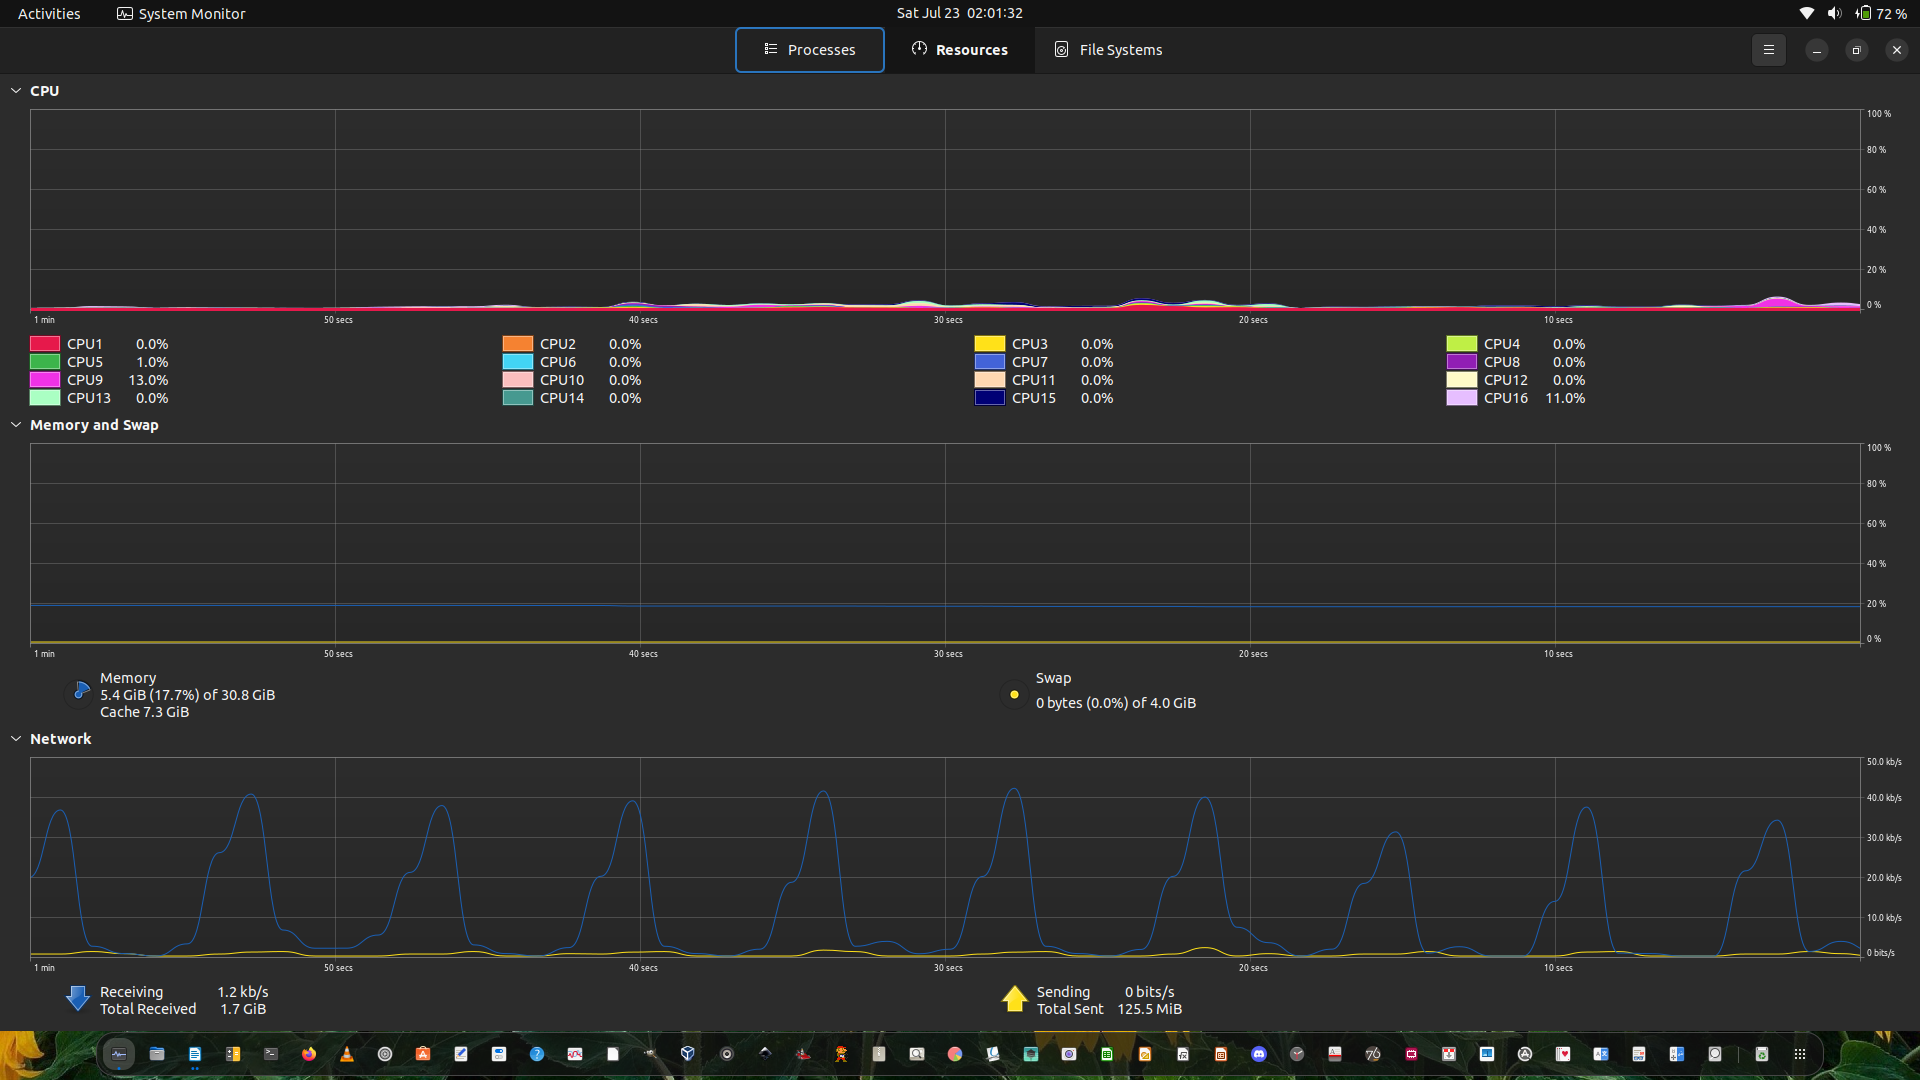 Activities System Monitor Sat Jul 23 02:01:32 72 %
Processes Resources File Systems
CPU
100 %
80 %
60 %
40 %
20 %
0 %
1 min 50 secs 40 secs 30 secs 20 secs 10 secs
CPU1 0.0% CPU2 0.0% CPU3 0.0% CPU4 0.0%
CPU5 1.0% CPU6 0.0% CPU7 0.0% CPU8 0.0%
CPU9 13.0% CPU10 0.0% CPU11 0.0% CPU12 0.0%
CPU13 0.0% CPU14 0.0% CPU15 0.0% CPU16 11.0%
Memory and Swap
100 %
80 %
60 %
40 %
20 %
0 %
1 min 50 secs 40 secs 30 secs 20 secs 10 secs
Memory
5.4 GiB (17.7%) of 30.8 GiB
Cache 7.3 GiB
Swap
0 bytes (0.0%) of 4.0 GiB
Network
50.0 kb/s
40.0 kb/s
30.0 kb/s
20.0 kb/s
10.0 kb/s
0 bits/s
1 min 50 secs 40 secs 30 secs 20 secs 10 secs
Receiving 1.2 kb/s Sending 0 bits/s
Total Received 1.7 GiB Total Sent 125.5 MiB